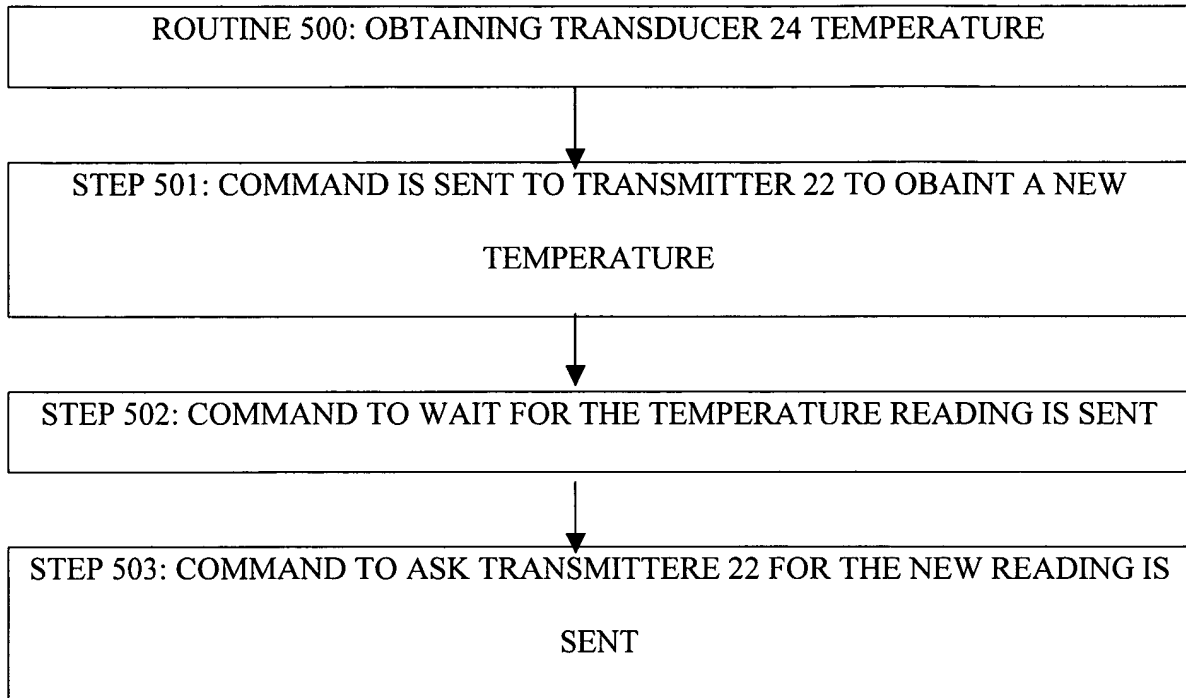 ROUTINE 500: OBTAINING TRANSDUCER 24 TEMPERATURE
STEP 501: COMMAND IS SENT TO TRANSMITTER 22 TO OBAINT A NEW
TEMPERATURE
STEP 502: COMMAND TO WAIT FOR THE TEMPERATURE READING IS SENT
STEP 503: COMMAND TO ASK TRANSMITTERE 22 FOR THE NEW READING IS
SENT